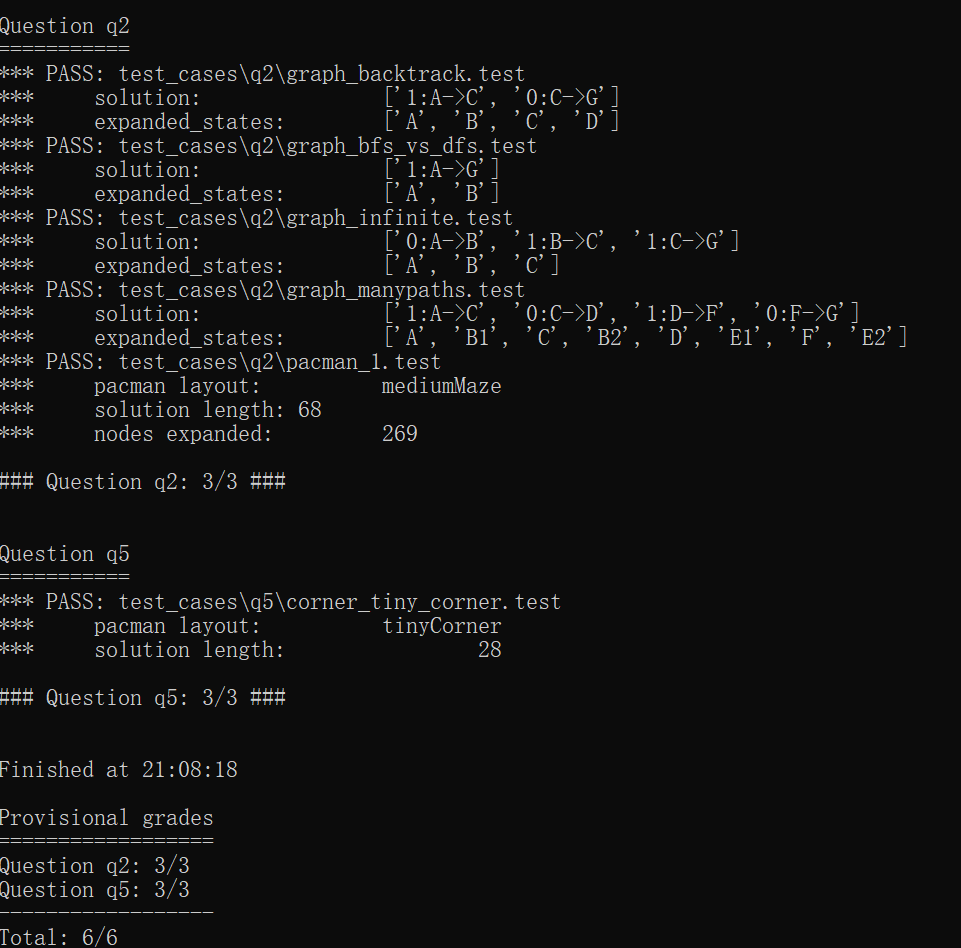 Question q2
===========
*** PASS: test_cases\q2\graph_backtrack.test
***     solution:               ['1:A->C', '0:C->G']
***     expanded_states:        ['A', 'B', 'C', 'D']
*** PASS: test_cases\q2\graph_bfs_vs_dfs.test
***     solution:               ['1:A->G']
***     expanded_states:        ['A', 'B']
*** PASS: test_cases\q2\graph_infinite.test
***     solution:               ['0:A->B', '1:B->C', '1:C->G']
***     expanded_states:        ['A', 'B', 'C']
*** PASS: test_cases\q2\graph_manypaths.test
***     solution:               ['1:A->C', '0:C->D', '1:D->F', '0:F->G']
***     expanded_states:        ['A', 'B1', 'C', 'B2', 'D', 'E1', 'F', 'E2']
*** PASS: test_cases\q2\pacman_1.test
***     pacman layout:          mediumMaze
***     solution length: 68
***     nodes expanded:         269
### Question q2: 3/3 ###
Question q5
===========
*** PASS: test_cases\q5\corner_tiny_corner.test
***     pacman layout:          tinyCorner
***     solution length:                28
### Question q5: 3/3 ###
Finished at 21:08:18
Provisional grades
==================
Question q2: 3/3
Question q5: 3/3
------------------
Total: 6/6